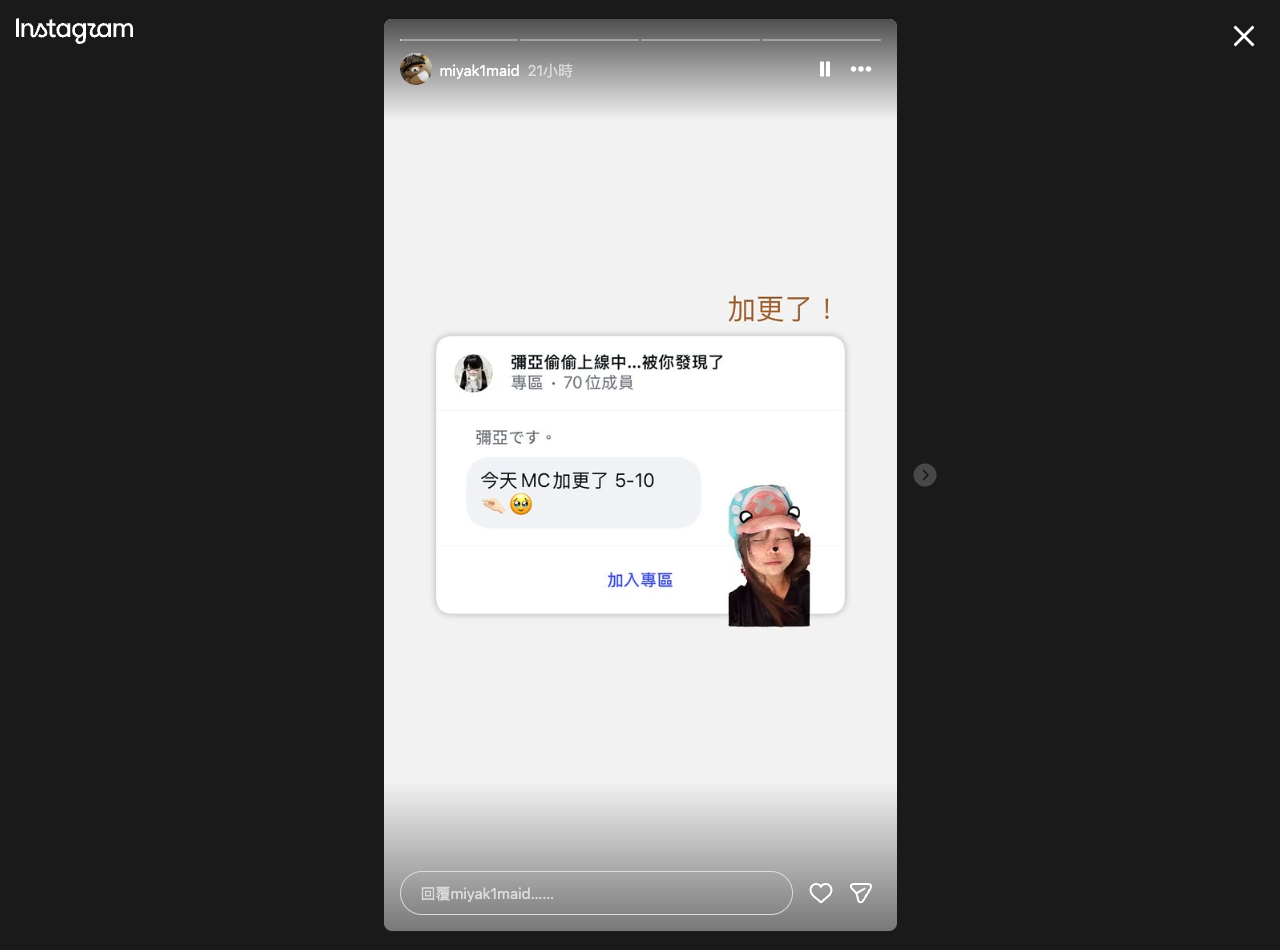 Instagram
miyak1maid 21小時
加更了！
彌亞偷偷上線中...被你發現了
專區・70 位成員
彌亞です。
今天 MC 加更了 5-10
🤏🏻🥹
加入專區
回覆miyak1maid......